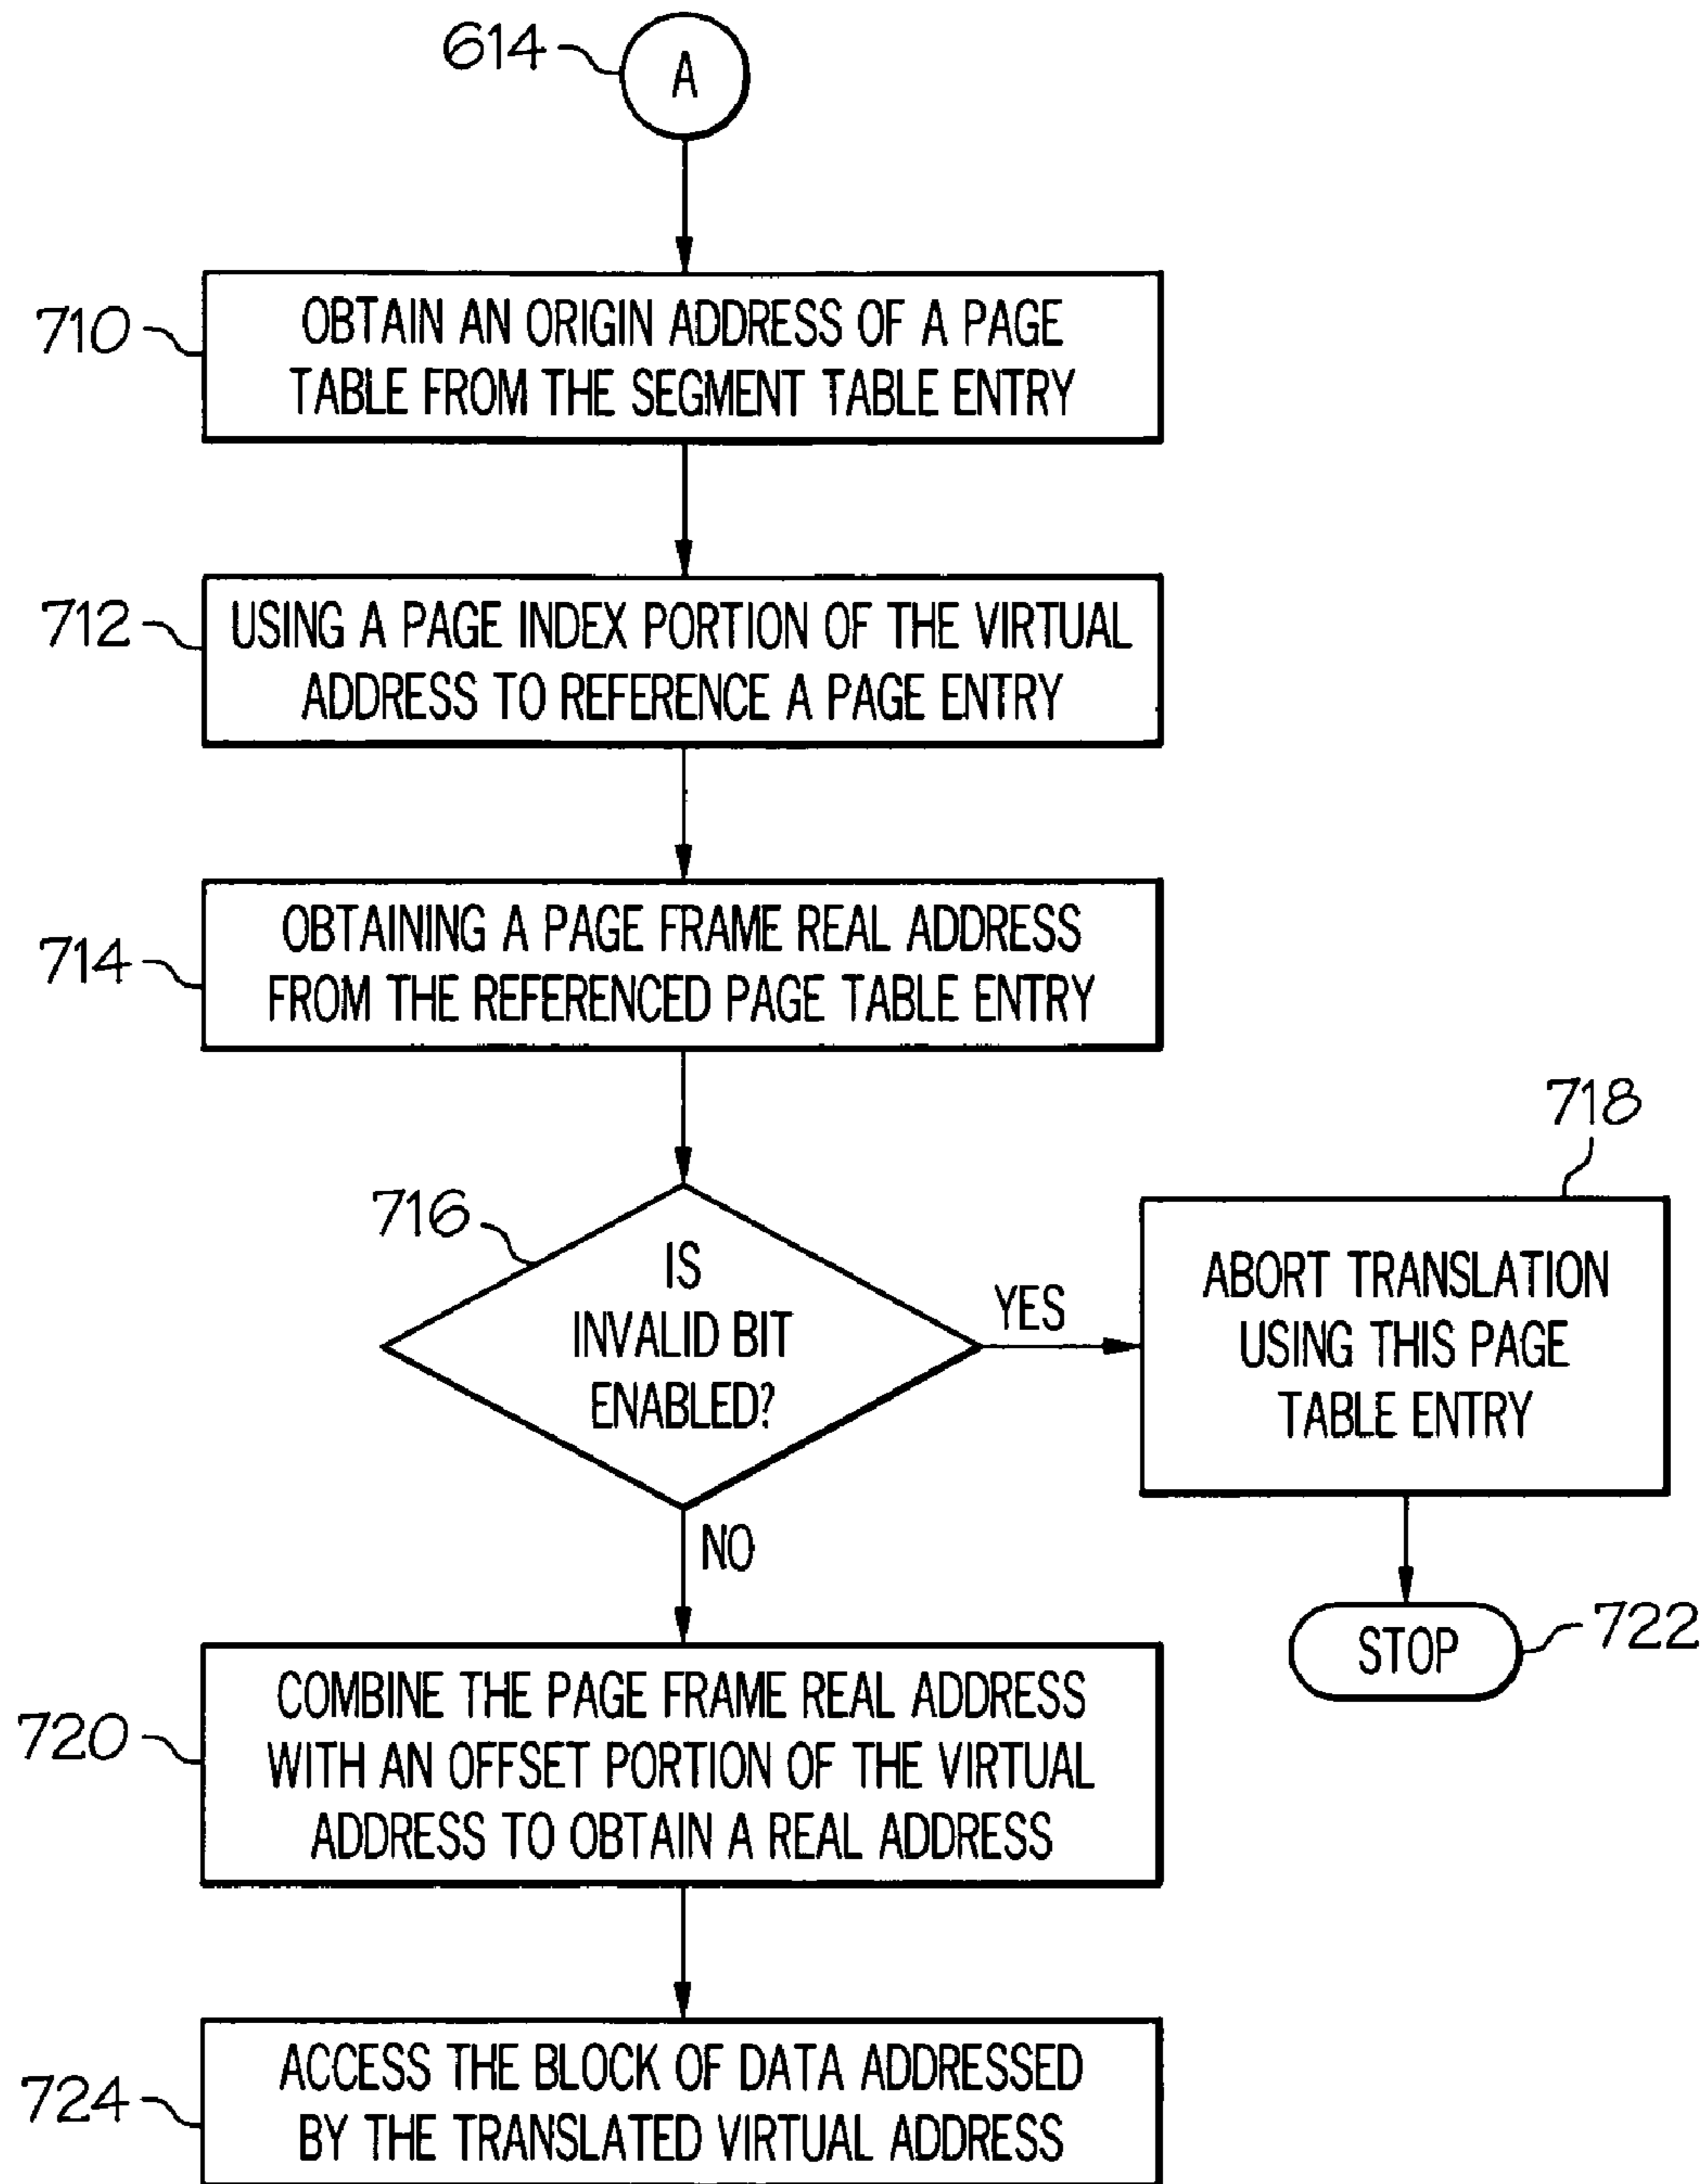 614
A
710
OBTAIN AN ORIGIN ADDRESS OF A PAGE
TABLE FROM THE SEGMENT TABLE ENTRY
712
USING A PAGE INDEX PORTION OF THE VIRTUAL
ADDRESS TO REFERENCE A PAGE ENTRY
714
OBTAINING A PAGE FRAME REAL ADDRESS
FROM THE REFERENCED PAGE TABLE ENTRY
716
IS
INVALID BIT
ENABLED?
YES
718
ABORT TRANSLATION
USING THIS PAGE
TABLE ENTRY
NO
STOP
722
720
COMBINE THE PAGE FRAME REAL ADDRESS
WITH AN OFFSET PORTION OF THE VIRTUAL
ADDRESS TO OBTAIN A REAL ADDRESS
724
ACCESS THE BLOCK OF DATA ADDRESSED
BY THE TRANSLATED VIRTUAL ADDRESS